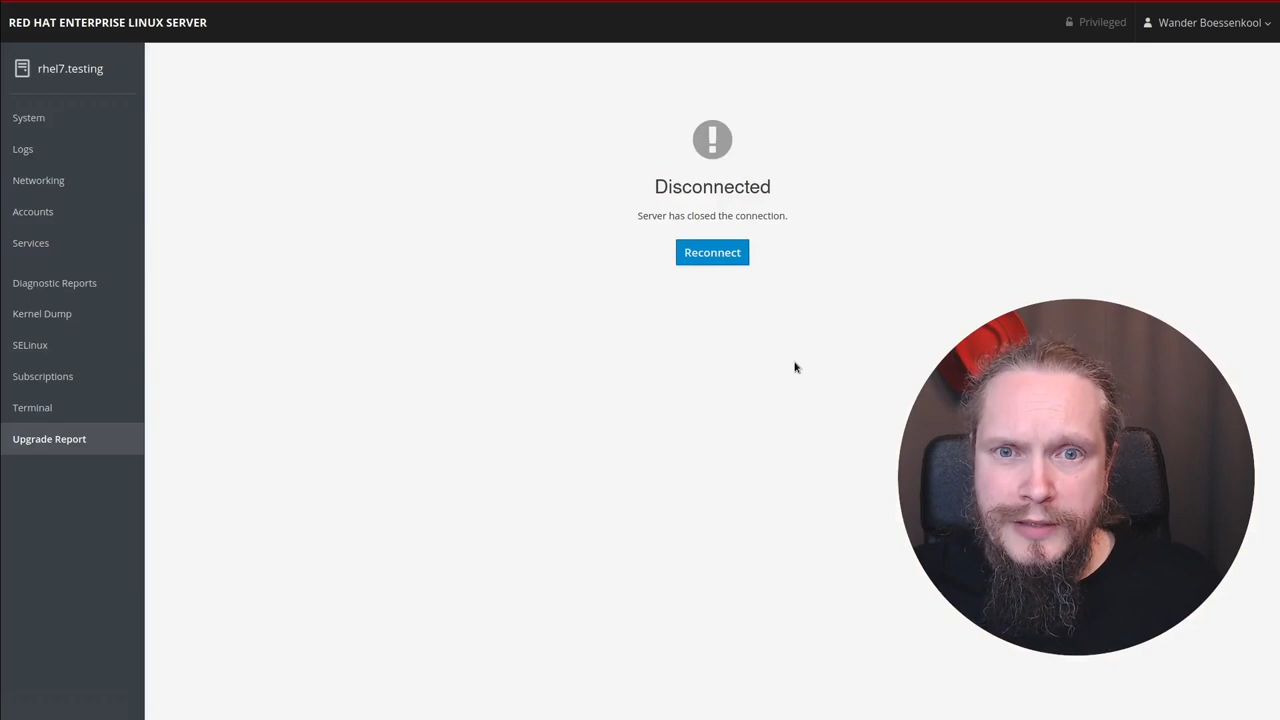 RED HAT ENTERPRISE LINUX SERVER
Privileged
Wander Boessenkool
rhel7.testing
System
Logs
Networking
Accounts
Services
Diagnostic Reports
Kernel Dump
SELinux
Subscriptions
Terminal
Upgrade Report
Disconnected
Server has closed the connection.
Reconnect